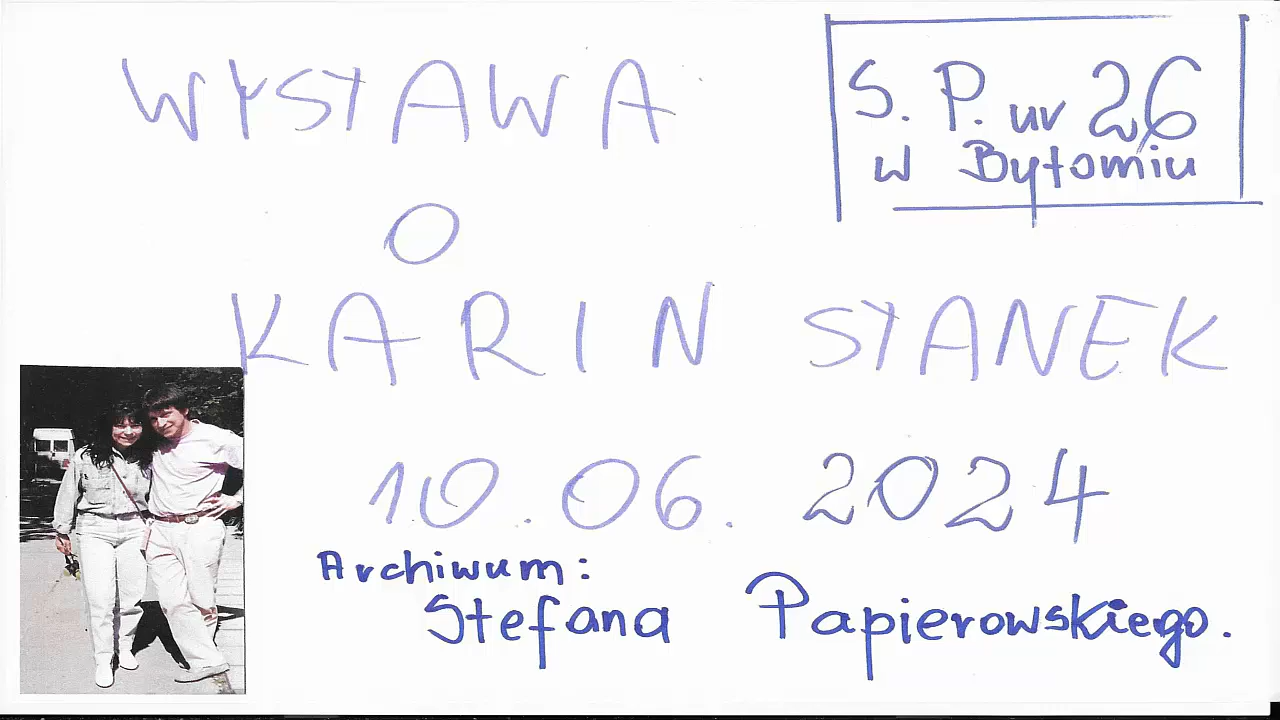 WYSTAWA
O
KARIN STANEK
10.06.2024
S. P. nr 26
w Bytomiu
Archiwum:
Stefana Papierowskiego.